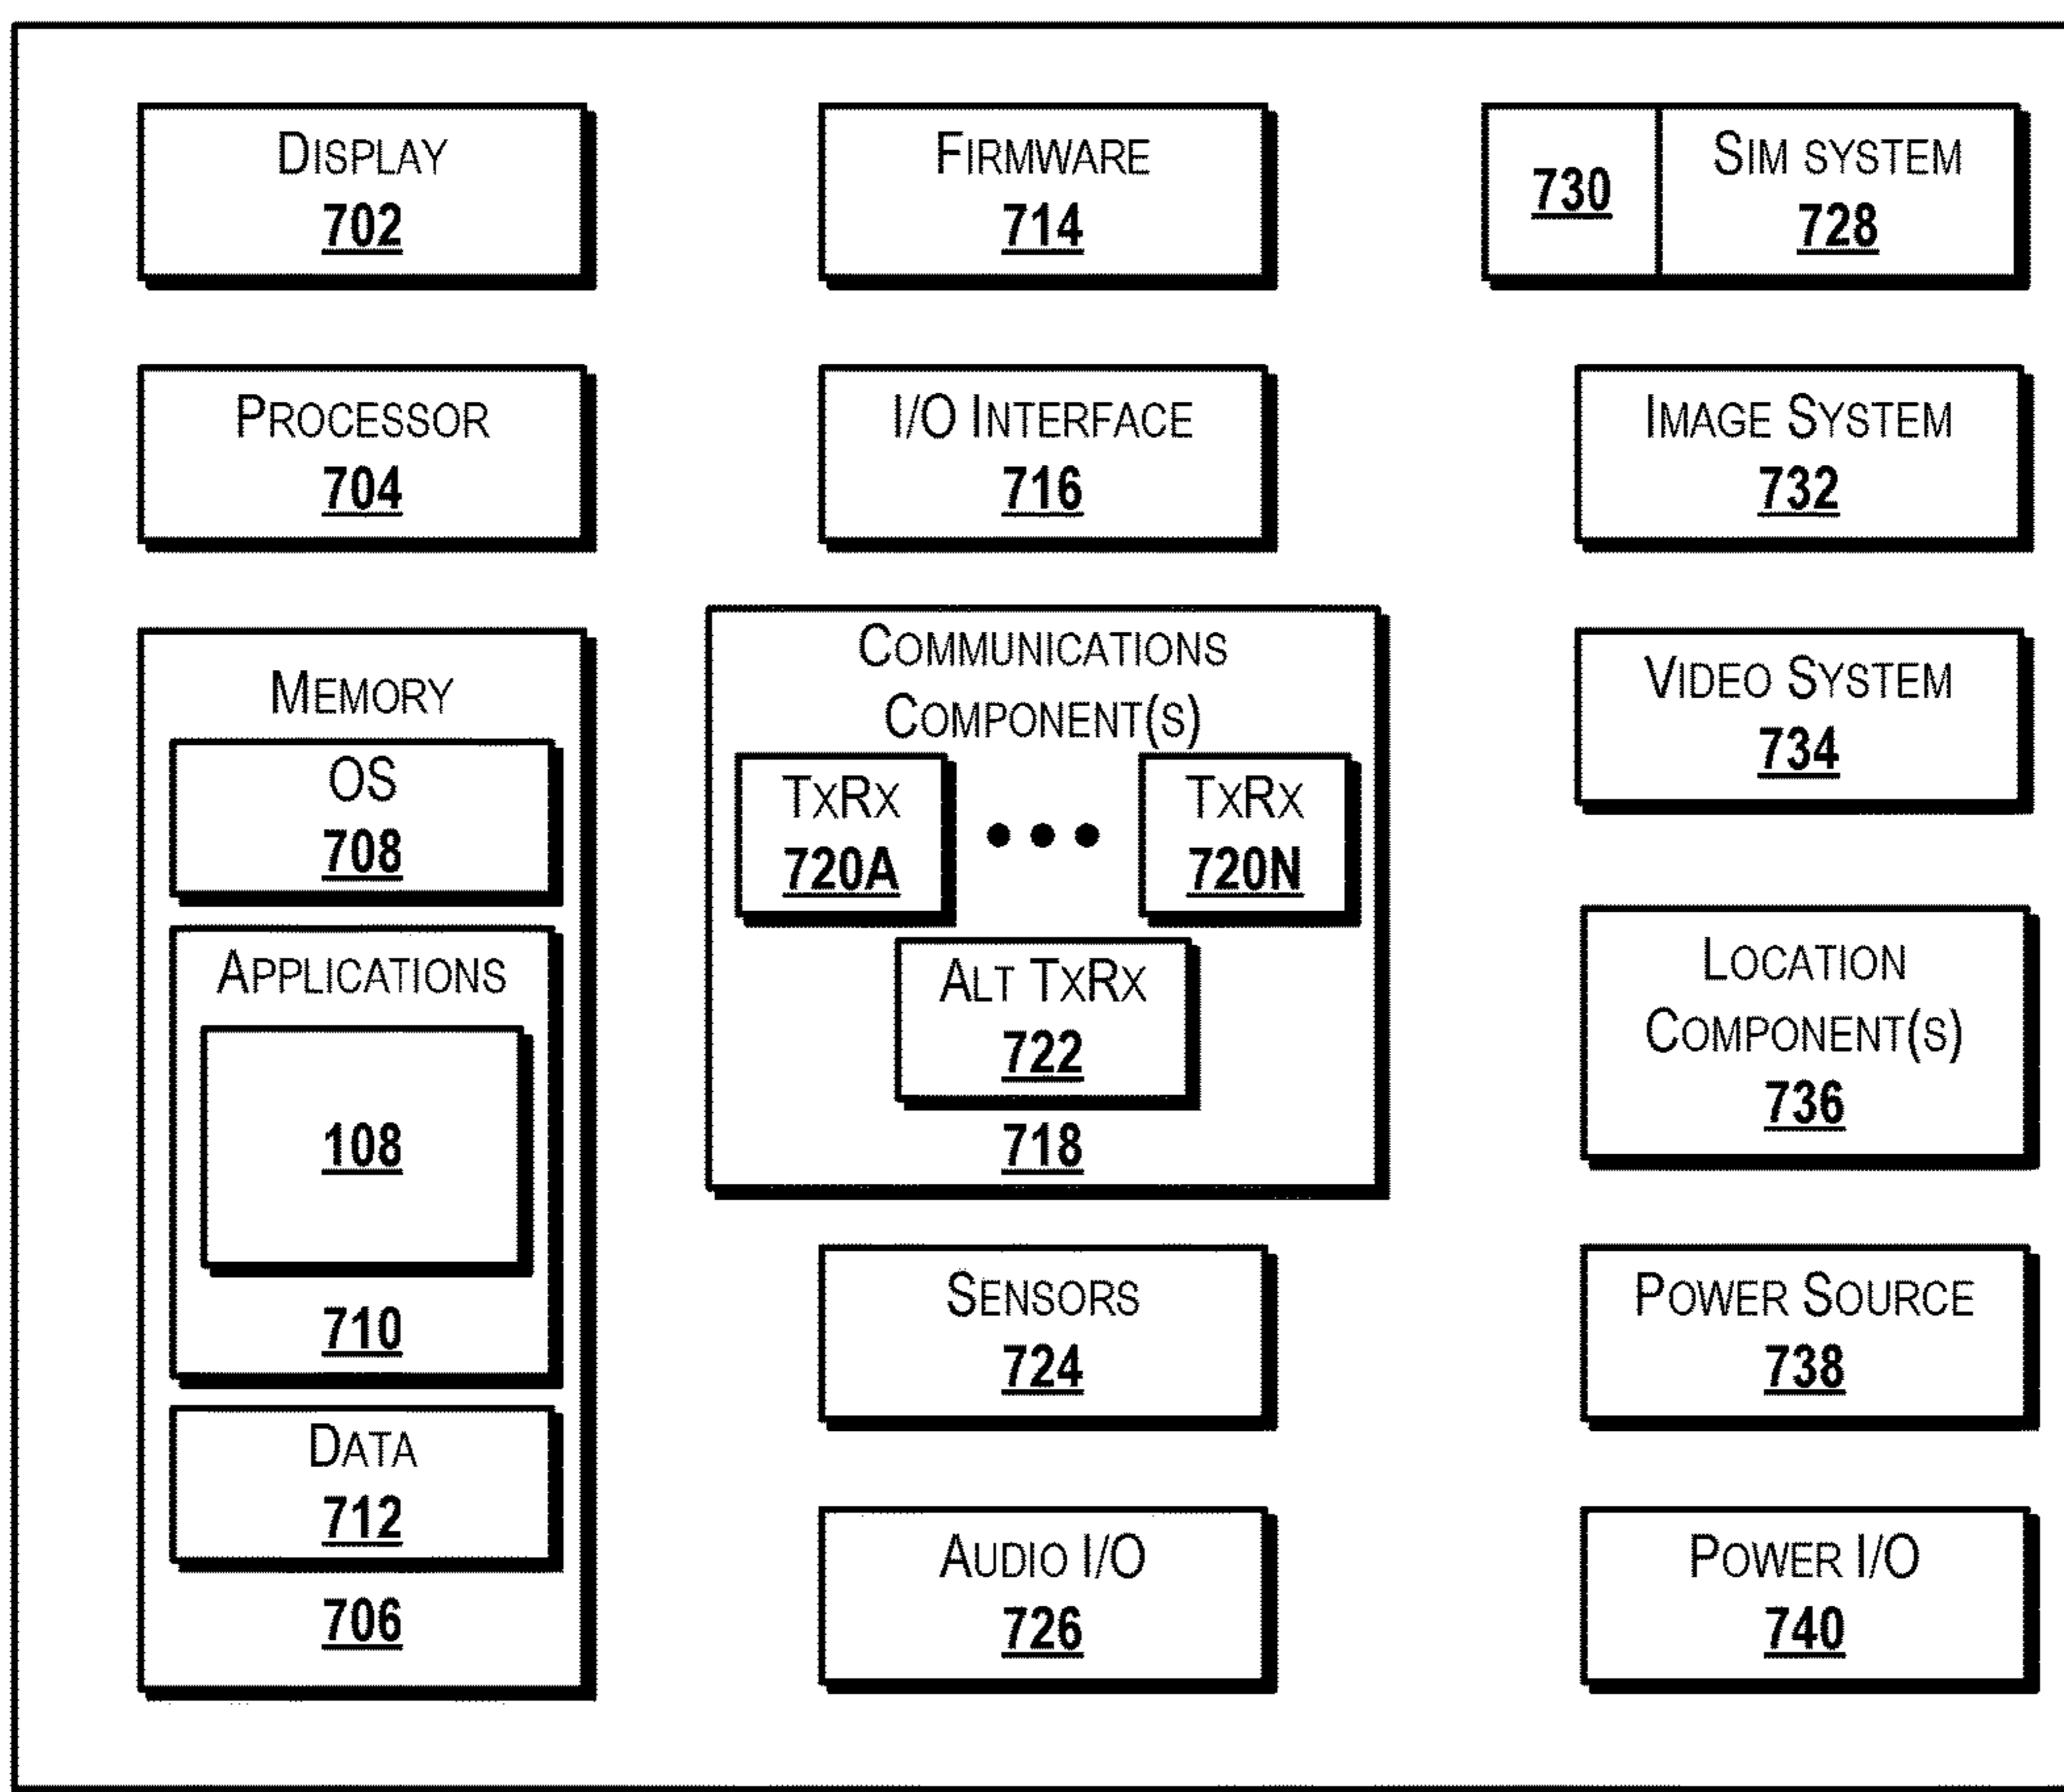 DISPLAY
702
PROCESSOR
704
MEMORY
OS
708
APPLICATIONS
108
710
DATA
712
706
FIRMWARE
714
I/O INTERFACE
716
COMMUNICATIONS
COMPONENT(S)
TXRX
720A
TXRX
720N
ALT TXRX
722
718
SENSORS
724
AUDIO I/O
726
730
SIM SYSTEM
728
IMAGE SYSTEM
732
VIDEO SYSTEM
734
LOCATION
COMPONENT(S)
736
POWER SOURCE
738
POWER I/O
740